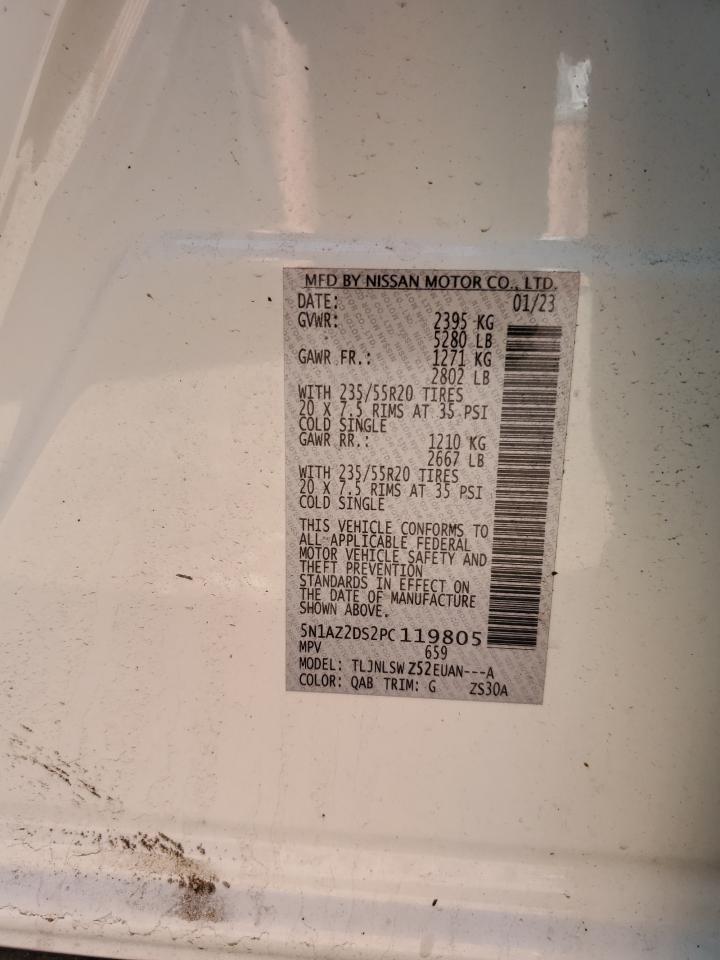 MFD BY NISSAN MOTOR CO., LTD.
DATE: 01/23
GVWR: 2395 KG
5280 LB
GAWR FR.: 1271 KG
2802 LB
WITH 235/55R20 TIRES
20 X 7.5 RIMS AT 35 PSI
COLD SINGLE
GAWR RR.: 1210 KG
2667 LB
WITH 235/55R20 TIRES
20 X 7.5 RIMS AT 35 PSI
COLD SINGLE
THIS VEHICLE CONFORMS TO
ALL APPLICABLE FEDERAL
MOTOR VEHICLE SAFETY AND
THEFT PREVENTION
STANDARDS IN EFFECT ON
THE DATE OF MANUFACTURE
SHOWN ABOVE.
5N1AZ2DS2PC119805
MPV 659
MODEL: TLJNLSW Z52EUAN---A
COLOR: QAB TRIM: G ZS30A